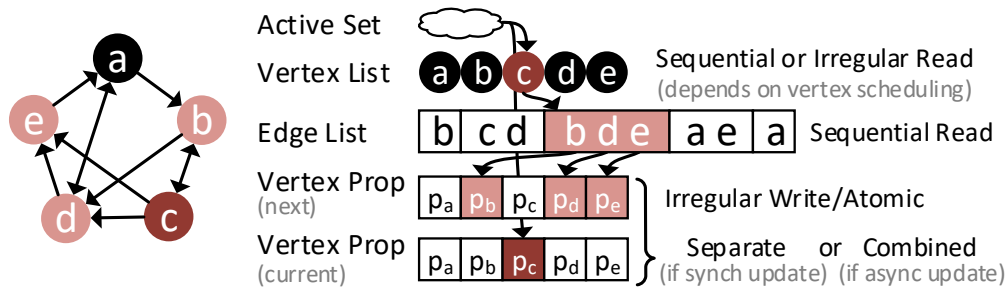 a
e b
d c
Active Set
Vertex List a b c d e Sequential or Irregular Read
(depends on vertex scheduling)
Edge List b c d b d e a e a Sequential Read
Vertex Prop (next) pa pb pc pd pe Irregular Write/Atomic
Vertex Prop (current) pa pb pc pd pe Separate or Combined
(if synch update) (if async update)